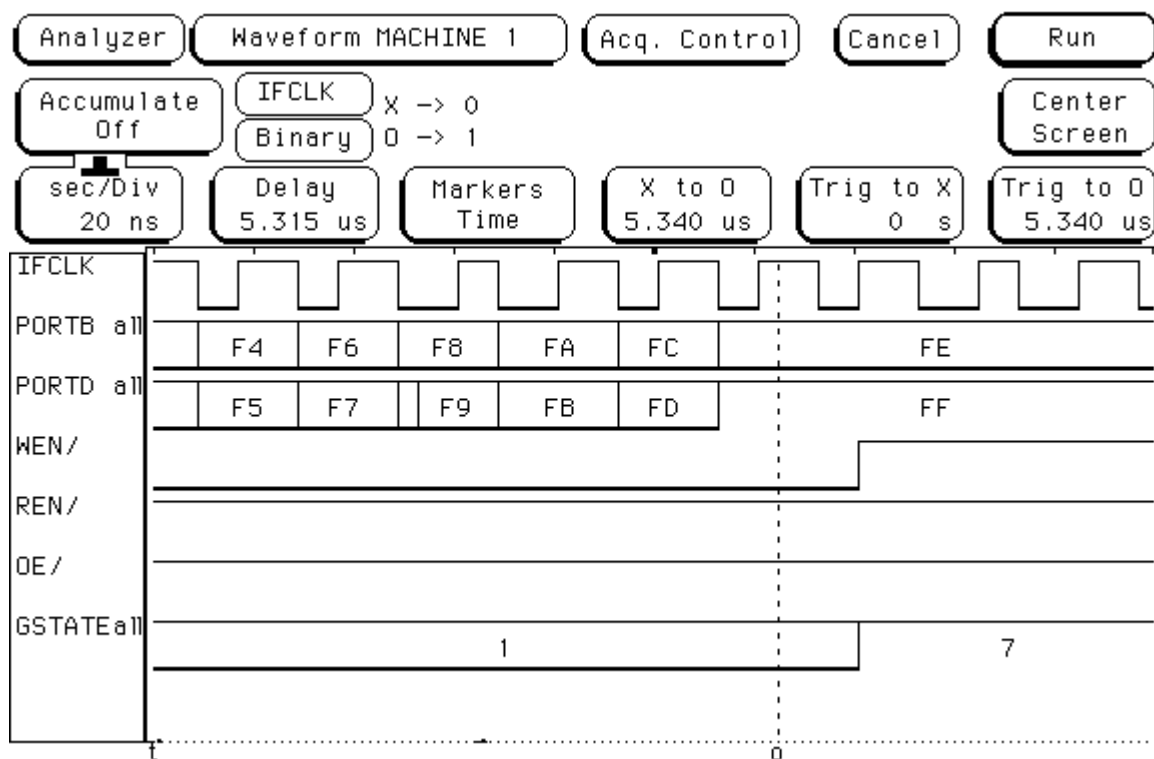 Analyzer Waveform MACHINE 1 Acq. Control Cancel Run
Accumulate
Off
IFCLK X -> 0
Binary O -> 1
Center
Screen
sec/Div
20 ns
Delay
5.315 us
Markers
Time
X to O
5.340 us
Trig to X
0 s
Trig to O
5.340 us
IFCLK
PORTB all F4 F6 F8 FA FC FE
PORTD all F5 F7 F9 FB FD FF
WEN/
REN/
OE/
GSTATEall 1 7
t o